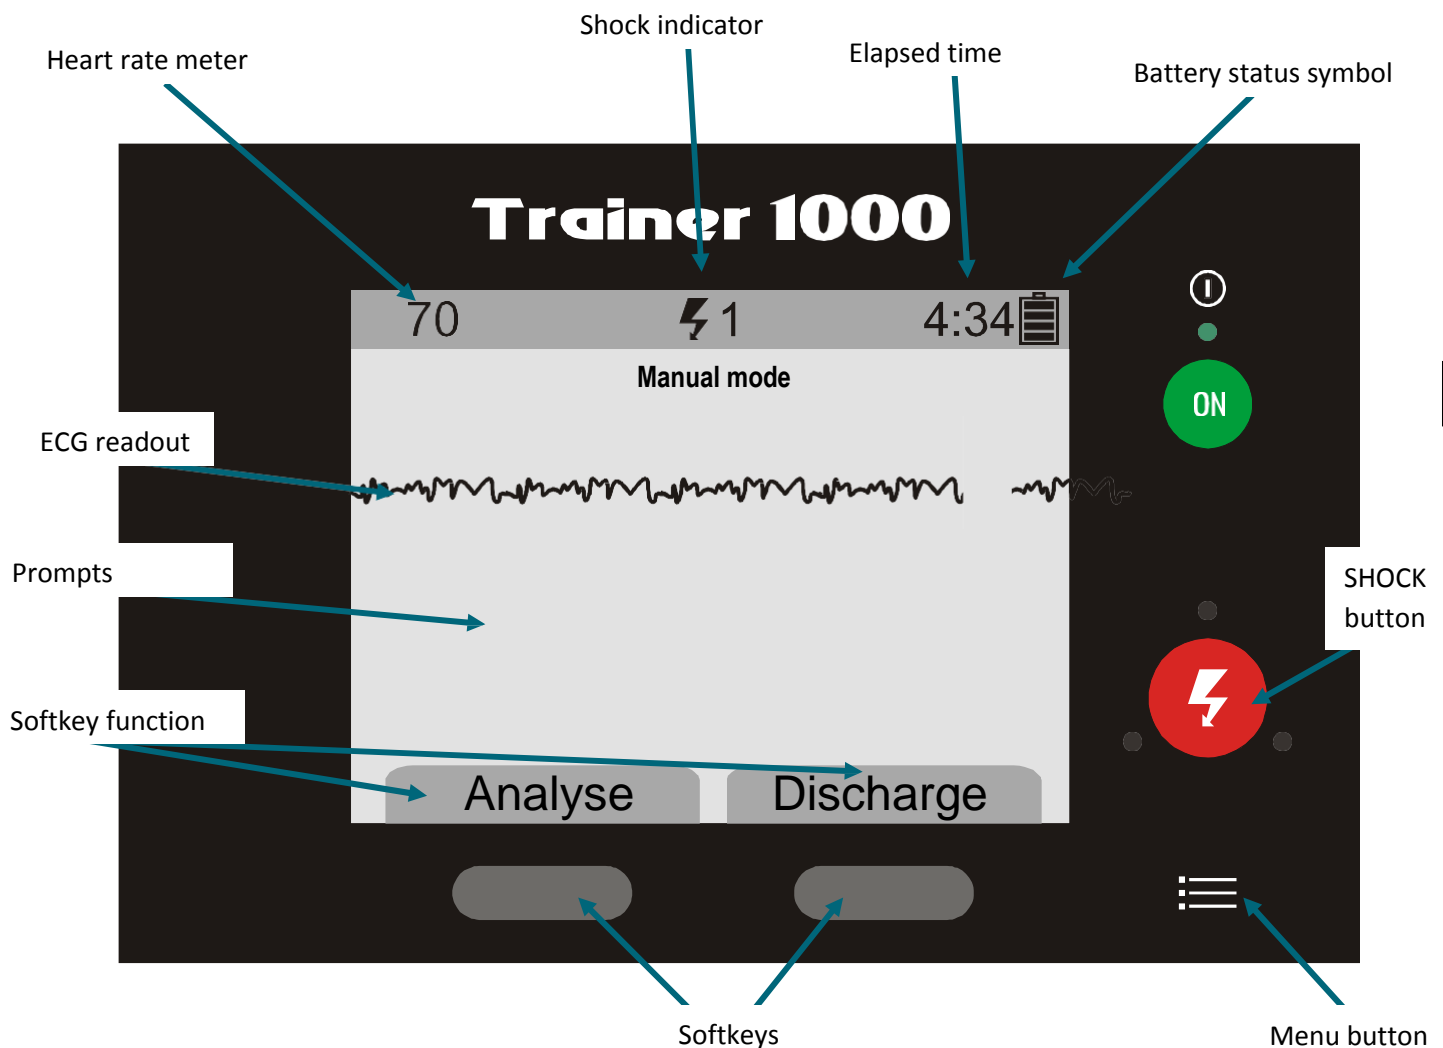 Shock indicator
Heart rate meter
Elapsed time
Battery status symbol
Trainer 1000
70
1
4:34
Manual mode
ON
ECG readout
Prompts
SHOCK
button
Softkey function
Analyse
Discharge
Softkeys
Menu button